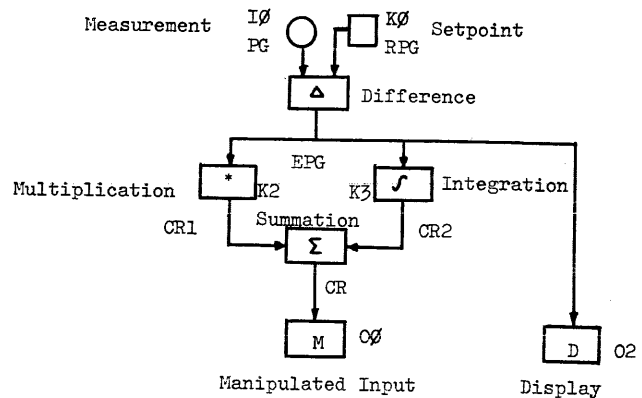 Measurement IØ KØ Setpoint
PG RPG
Δ Difference
EPG
Multiplication * K2 K3 ∫ Integration
Summation
CR1 Σ CR2
CR
M OØ D O2
Manipulated Input Display